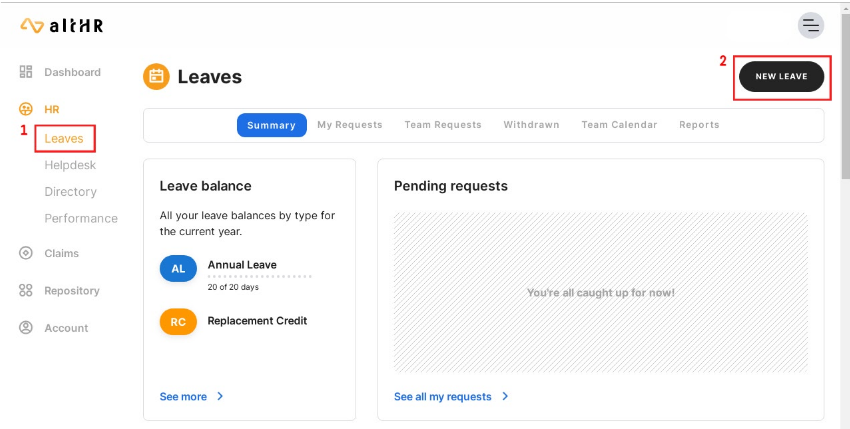 altHR
Dashboard
HR
1
Leaves
Helpdesk
Directory
Performance
Claims
Repository
Account
Leaves
2
NEW LEAVE
Summary My Requests Team Requests Withdrawn Team Calendar Reports
Leave balance
All your leave balances by type for
the current year.
AL
Annual Leave
20 of 20 days
RC
Replacement Credit
See more
Pending requests
You're all caught up for now!
See all my requests